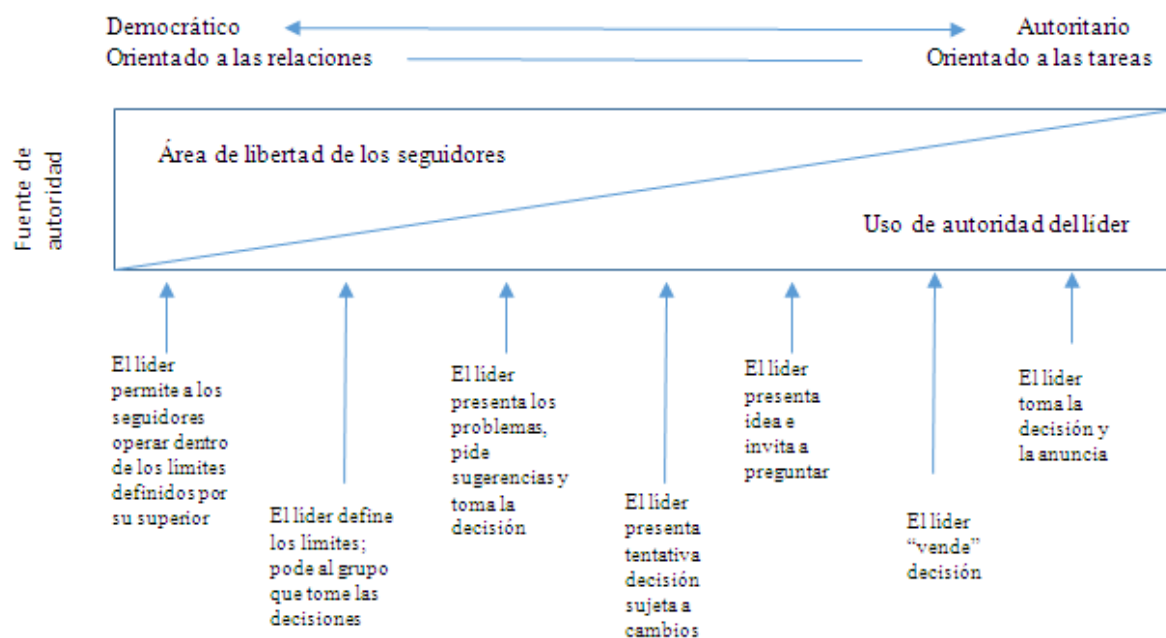 Democrático
Autoritario
Orientado a las relaciones
Orientado a las tareas
Fuente de
autoridad
Área de libertad de los seguidores
Uso de autoridad del líder
El líder
permite a los
seguidores
operar dentro
de los límites
definidos por
su superior
El líder define
los límites;
pode al grupo
que tome las
decisiones
El líder
presenta los
problemas,
pide
sugerencias y
toma la
decisión
El líder
presenta
tentativa
decisión
sujeta a
cambios
El líder
presenta
idea e
invita a
preguntar
El líder
“vende”
decisión
El líder
toma la
decisión y
la anuncia